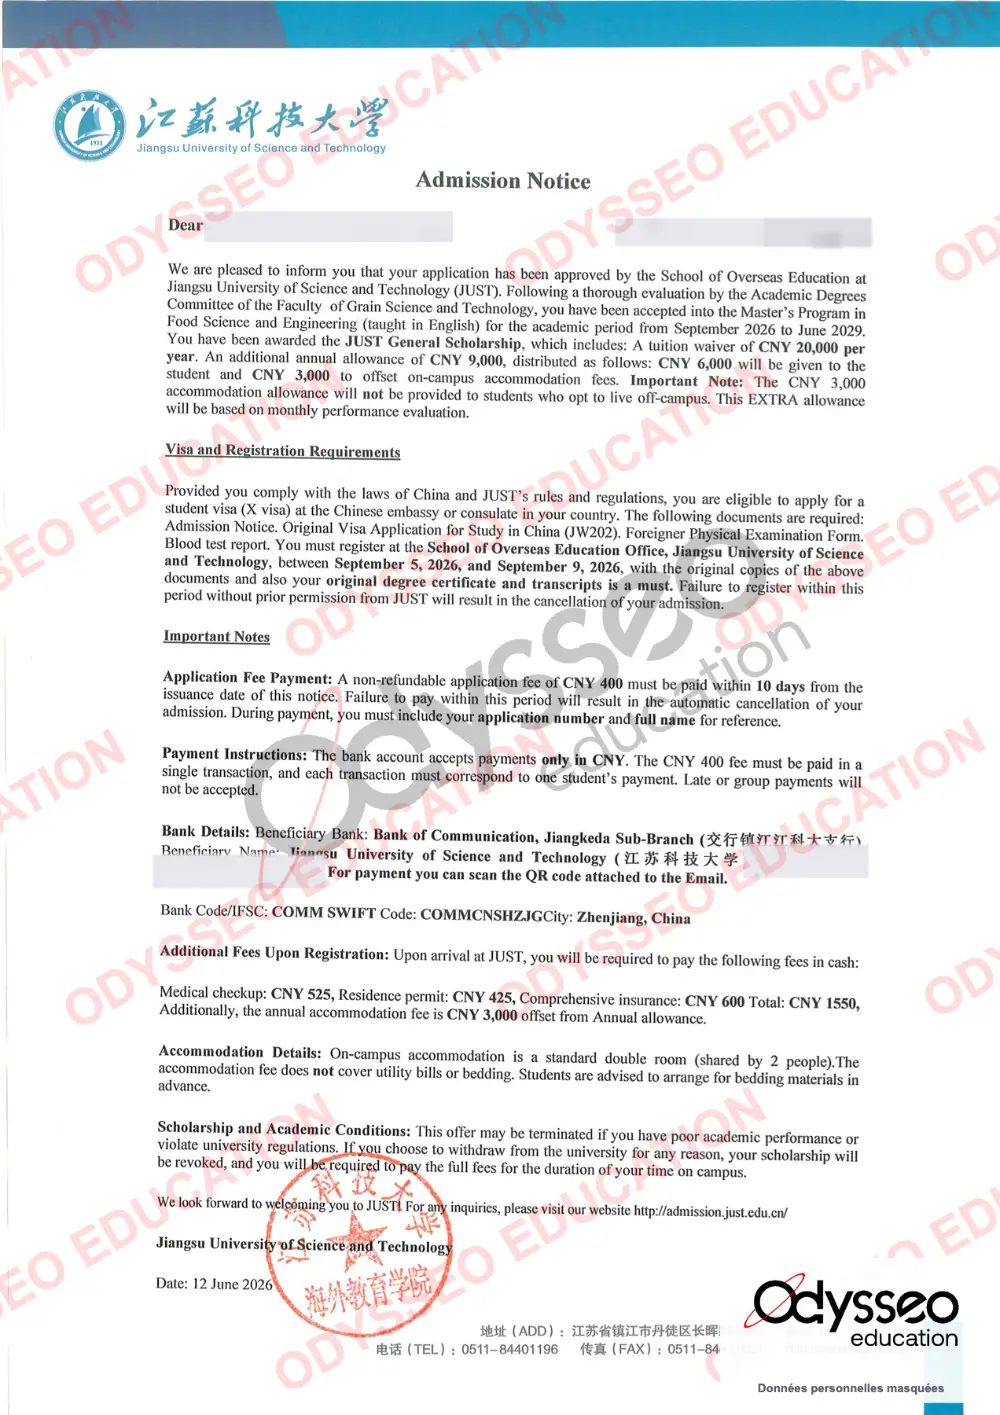 江蘇科技大学
Jiangsu University of Science and Technology
1933
Admission Notice
Dear
We are pleased to inform you that your application has been approved by the School of Overseas Education at
Jiangsu University of Science and Technology (JUST). Following a thorough evaluation by the Academic Degrees
Committee of the Faculty of Grain Science and Technology, you have been accepted into the Master's Program in
Food Science and Engineering (taught in English) for the academic period from September 2026 to June 2029.
You have been awarded the JUST General Scholarship, which includes: A tuition waiver of CNY 20,000 per
year. An additional annual allowance of CNY 9,000, distributed as follows: CNY 6,000 will be given to the
student and CNY 3,000 to offset on-campus accommodation fees. Important Note: The CNY 3,000
accommodation allowance will not be provided to students who opt to live off-campus. This EXTRA allowance
will be based on monthly performance evaluation.
Visa and Registration Requirements
Provided you comply with the laws of China and JUST's rules and regulations, you are eligible to apply for a
student visa (X visa) at the Chinese embassy or consulate in your country. The following documents are required:
Admission Notice. Original Visa Application for Study in China (JW202). Foreigner Physical Examination Form.
Blood test report. You must register at the School of Overseas Education Office, Jiangsu University of Science
and Technology, between September 5, 2026, and September 9, 2026, with the original copies of the above
documents and also your original degree certificate and transcripts is a must. Failure to register within this
period without prior permission from JUST will result in the cancellation of your admission.
Important Notes
Application Fee Payment: A non-refundable application fee of CNY 400 must be paid within 10 days from the
issuance date of this notice. Failure to pay within this period will result in the automatic cancellation of your
admission. During payment, you must include your application number and full name for reference.
Payment Instructions: The bank account accepts payments only in CNY. The CNY 400 fee must be paid in a
single transaction, and each transaction must correspond to one student's payment. Late or group payments will
not be accepted.
Bank Details: Beneficiary Bank: Bank of Communication, Jiangkeda Sub-Branch (交行镇江江科大支行)
Beneficiary Name: Jiangsu University of Science and Technology (江苏科技大学
For payment you can scan the QR code attached to the Email.
Bank Code/IFSC: COMM SWIFT Code: COMMCNSHZJGCity: Zhenjiang, China
Additional Fees Upon Registration: Upon arrival at JUST, you will be required to pay the following fees in cash:
Medical checkup: CNY 525, Residence permit: CNY 425, Comprehensive insurance: CNY 600 Total: CNY 1550,
Additionally, the annual accommodation fee is CNY 3,000 offset from Annual allowance.
Accommodation Details: On-campus accommodation is a standard double room (shared by 2 people).The
accommodation fee does not cover utility bills or bedding. Students are advised to arrange for bedding materials in
advance.
Scholarship and Academic Conditions: This offer may be terminated if you have poor academic performance or
violate university regulations. If you choose to withdraw from the university for any reason, your scholarship will
be revoked, and you will be required to pay the full fees for the duration of your time on campus.
We look forward to welcoming you to JUST! For any inquiries, please visit our website http://admission.just.edu.cn/
Jiangsu University of Science and Technology
Date: 12 June 2026
江苏科技大学
海外教育学院
地址（ADD）：江苏省镇江市丹徒区长晖
电话（TEL）：0511-84401196 传真（FAX）：0511-84
Odysseo
education
Données personnelles masquées
Odysseo
education
ODYSSEO EDUCATION